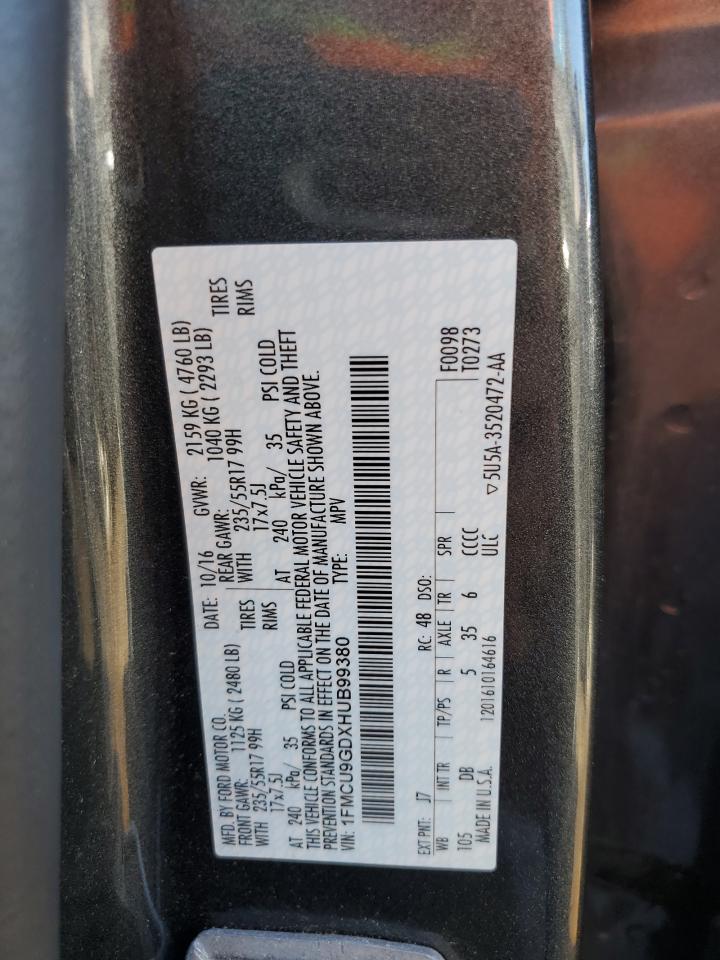 MFD. BY FORD MOTOR CO. DATE: 10/16 GVWR: 2159 KG ( 4760 LB)
FRONT GAWR: 1125 KG ( 2480 LB) REAR GAWR: 1040 KG ( 2293 LB)
WITH 235/55R17 99H TIRES WITH 235/55R17 99H TIRES
17x7.5J RIMS 17x7.5J RIMS
AT 240 kPa/ 35 PSI COLD AT 240 kPa/ 35 PSI COLD
THIS VEHICLE CONFORMS TO ALL APPLICABLE FEDERAL MOTOR VEHICLE SAFETY AND THEFT
PREVENTION STANDARDS IN EFFECT ON THE DATE OF MANUFACTURE SHOWN ABOVE.
VIN: 1FMCU9GDXHUB99380 TYPE: MPV
EXT PNT: J7 RC: 48 DSO: F0098
WB INT TR TP/PS R AXLE TR SPR T0273
105 DB 5 35 6 CCCC
MADE IN U.S.A. 1201610164616 ULC ▽5U5A-3520472-AA